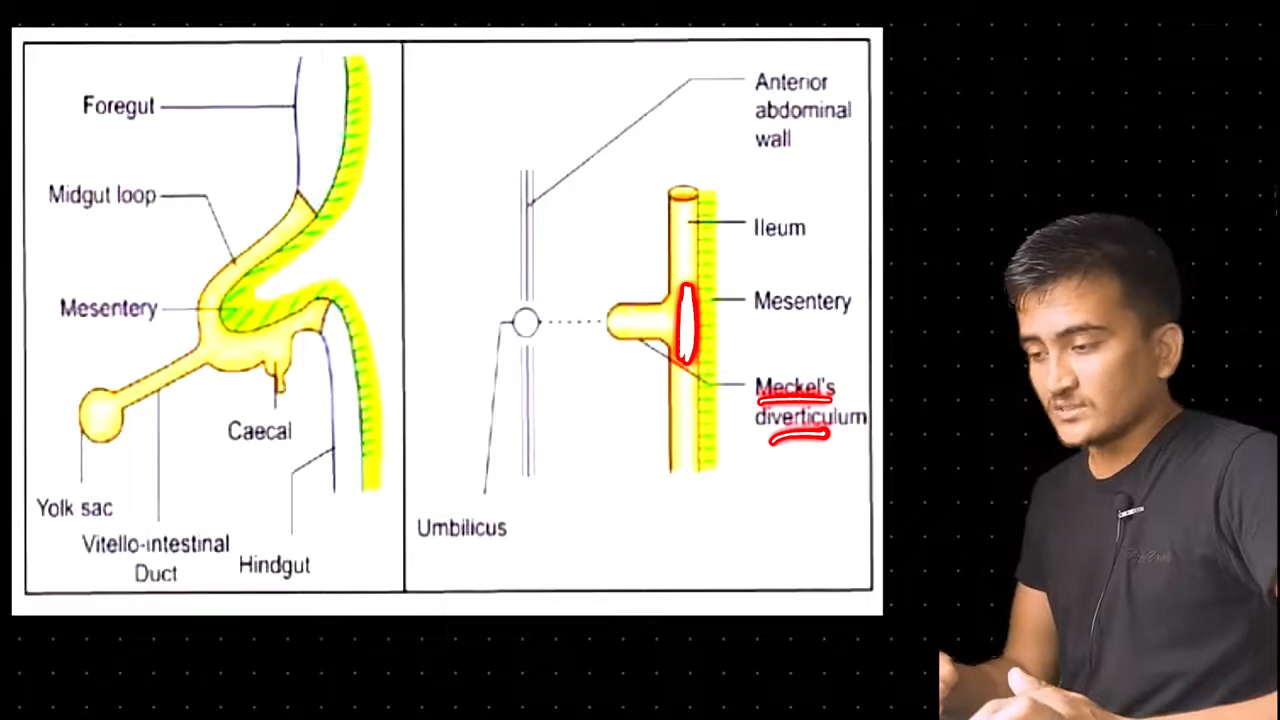 Foregut
Midgut loop
Mesentery
Caecal
Yolk sac
Vitello-intestinal
Duct
Hindgut
Anterior
abdominal
wall
Ileum
Mesentery
Meckel's
diverticulum
Umbilicus